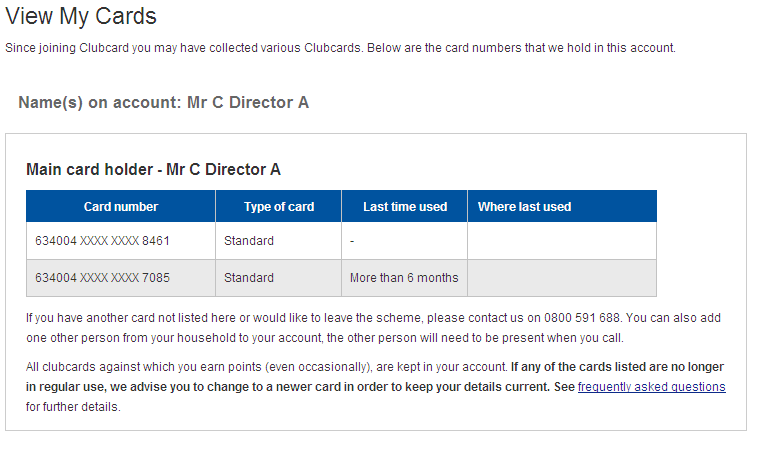 View My Cards
Since joining Clubcard you may have collected various Clubcards. Below are the card numbers that we hold in this account.
Name(s) on account: Mr C Director A
Main card holder - Mr C Director A
Card number Type of card Last time used Where last used
634004 XXXX XXXX 8461 Standard -
634004 XXXX XXXX 7085 Standard More than 6 months
If you have another card not listed here or would like to leave the scheme, please contact us on 0800 591 688. You can also add
one other person from your household to your account, the other person will need to be present when you call.
All clubcards against which you earn points (even occasionally), are kept in your account. If any of the cards listed are no longer
in regular use, we advise you to change to a newer card in order to keep your details current. See frequently asked questions
for further details.